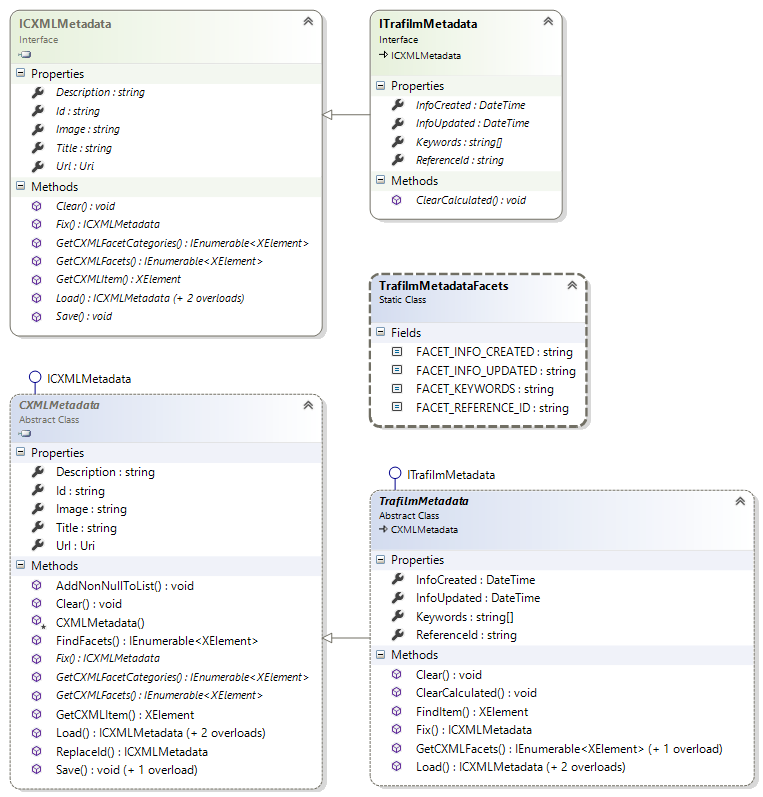 ICXMLMetadata
Interface
Properties
Description : string
Id : string
Image : string
Title : string
Url : Uri
Methods
Clear() : void
Fix() : ICXMLMetadata
GetCXMLFacetCategories() : IEnumerable<XElement>
GetCXMLFacets() : IEnumerable<XElement>
GetCXMLItem() : XElement
Load() : ICXMLMetadata (+ 2 overloads)
Save() : void
ITrafilmMetadata
Interface
ICXMLMetadata
Properties
InfoCreated : DateTime
InfoUpdated : DateTime
Keywords : string[]
ReferenceId : string
Methods
ClearCalculated() : void
TrafilmMetadataFacets
Static Class
Fields
FACET_INFO_CREATED : string
FACET_INFO_UPDATED : string
FACET_KEYWORDS : string
FACET_REFERENCE_ID : string
ICXMLMetadata
CXMLMetadata
Abstract Class
Properties
Description : string
Id : string
Image : string
Title : string
Url : Uri
Methods
AddNonNullToList() : void
Clear() : void
CXMLMetadata()
FindFacets() : IEnumerable<XElement>
Fix() : ICXMLMetadata
GetCXMLFacetCategories() : IEnumerable<XElement>
GetCXMLFacets() : IEnumerable<XElement>
GetCXMLItem() : XElement
Load() : ICXMLMetadata (+ 2 overloads)
ReplaceId() : ICXMLMetadata
Save() : void (+ 1 overload)
ITrafilmMetadata
TrafilmMetadata
Abstract Class
CXMLMetadata
Properties
InfoCreated : DateTime
InfoUpdated : DateTime
Keywords : string[]
ReferenceId : string
Methods
Clear() : void
ClearCalculated() : void
FindItem() : XElement
Fix() : ICXMLMetadata
GetCXMLFacets() : IEnumerable<XElement> (+ 1 overload)
Load() : ICXMLMetadata (+ 2 overloads)